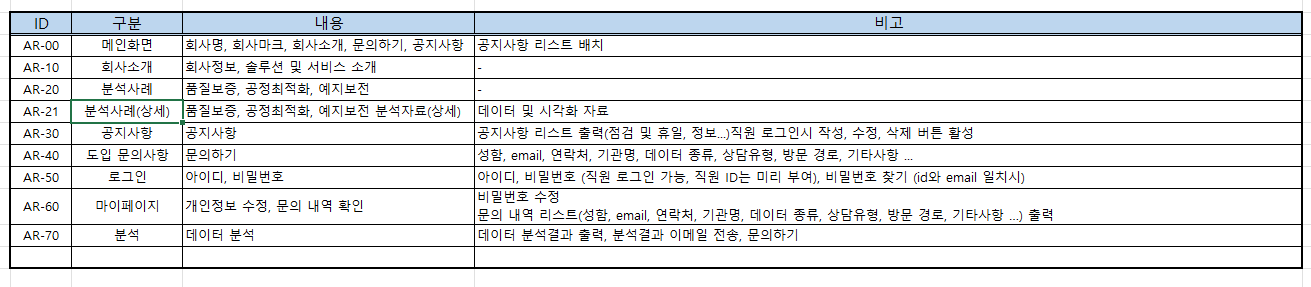 ID 구분 내용 비고
AR-00 메인화면 회사명, 회사마크, 회사소개, 문의하기, 공지사항 공지사항 리스트 배치
AR-10 회사소개 회사정보, 솔루션 및 서비스 소개 -
AR-20 분석사례 품질보증, 공정최적화, 예지보전 -
AR-21 분석사례(상세) 품질보증, 공정최적화, 예지보전 분석자료(상세) 데이터 및 시각화 자료
AR-30 공지사항 공지사항 공지사항 리스트 출력(점검 및 휴일, 정보...)직원 로그인시 작성, 수정, 삭제 버튼 활성
AR-40 도입 문의사항 문의하기 성함, email, 연락처, 기관명, 데이터 종류, 상담유형, 방문 경로, 기타사항 ...
AR-50 로그인 아이디, 비밀번호 아이디, 비밀번호 (직원 로그인 가능, 직원 ID는 미리 부여), 비밀번호 찾기 (id와 email 일치시)
AR-60 마이페이지 개인정보 수정, 문의 내역 확인 비밀번호 수정
문의 내역 리스트(성함, email, 연락처, 기관명, 데이터 종류, 상담유형, 방문 경로, 기타사항 ...) 출력
AR-70 분석 데이터 분석 데이터 분석결과 출력, 분석결과 이메일 전송, 문의하기